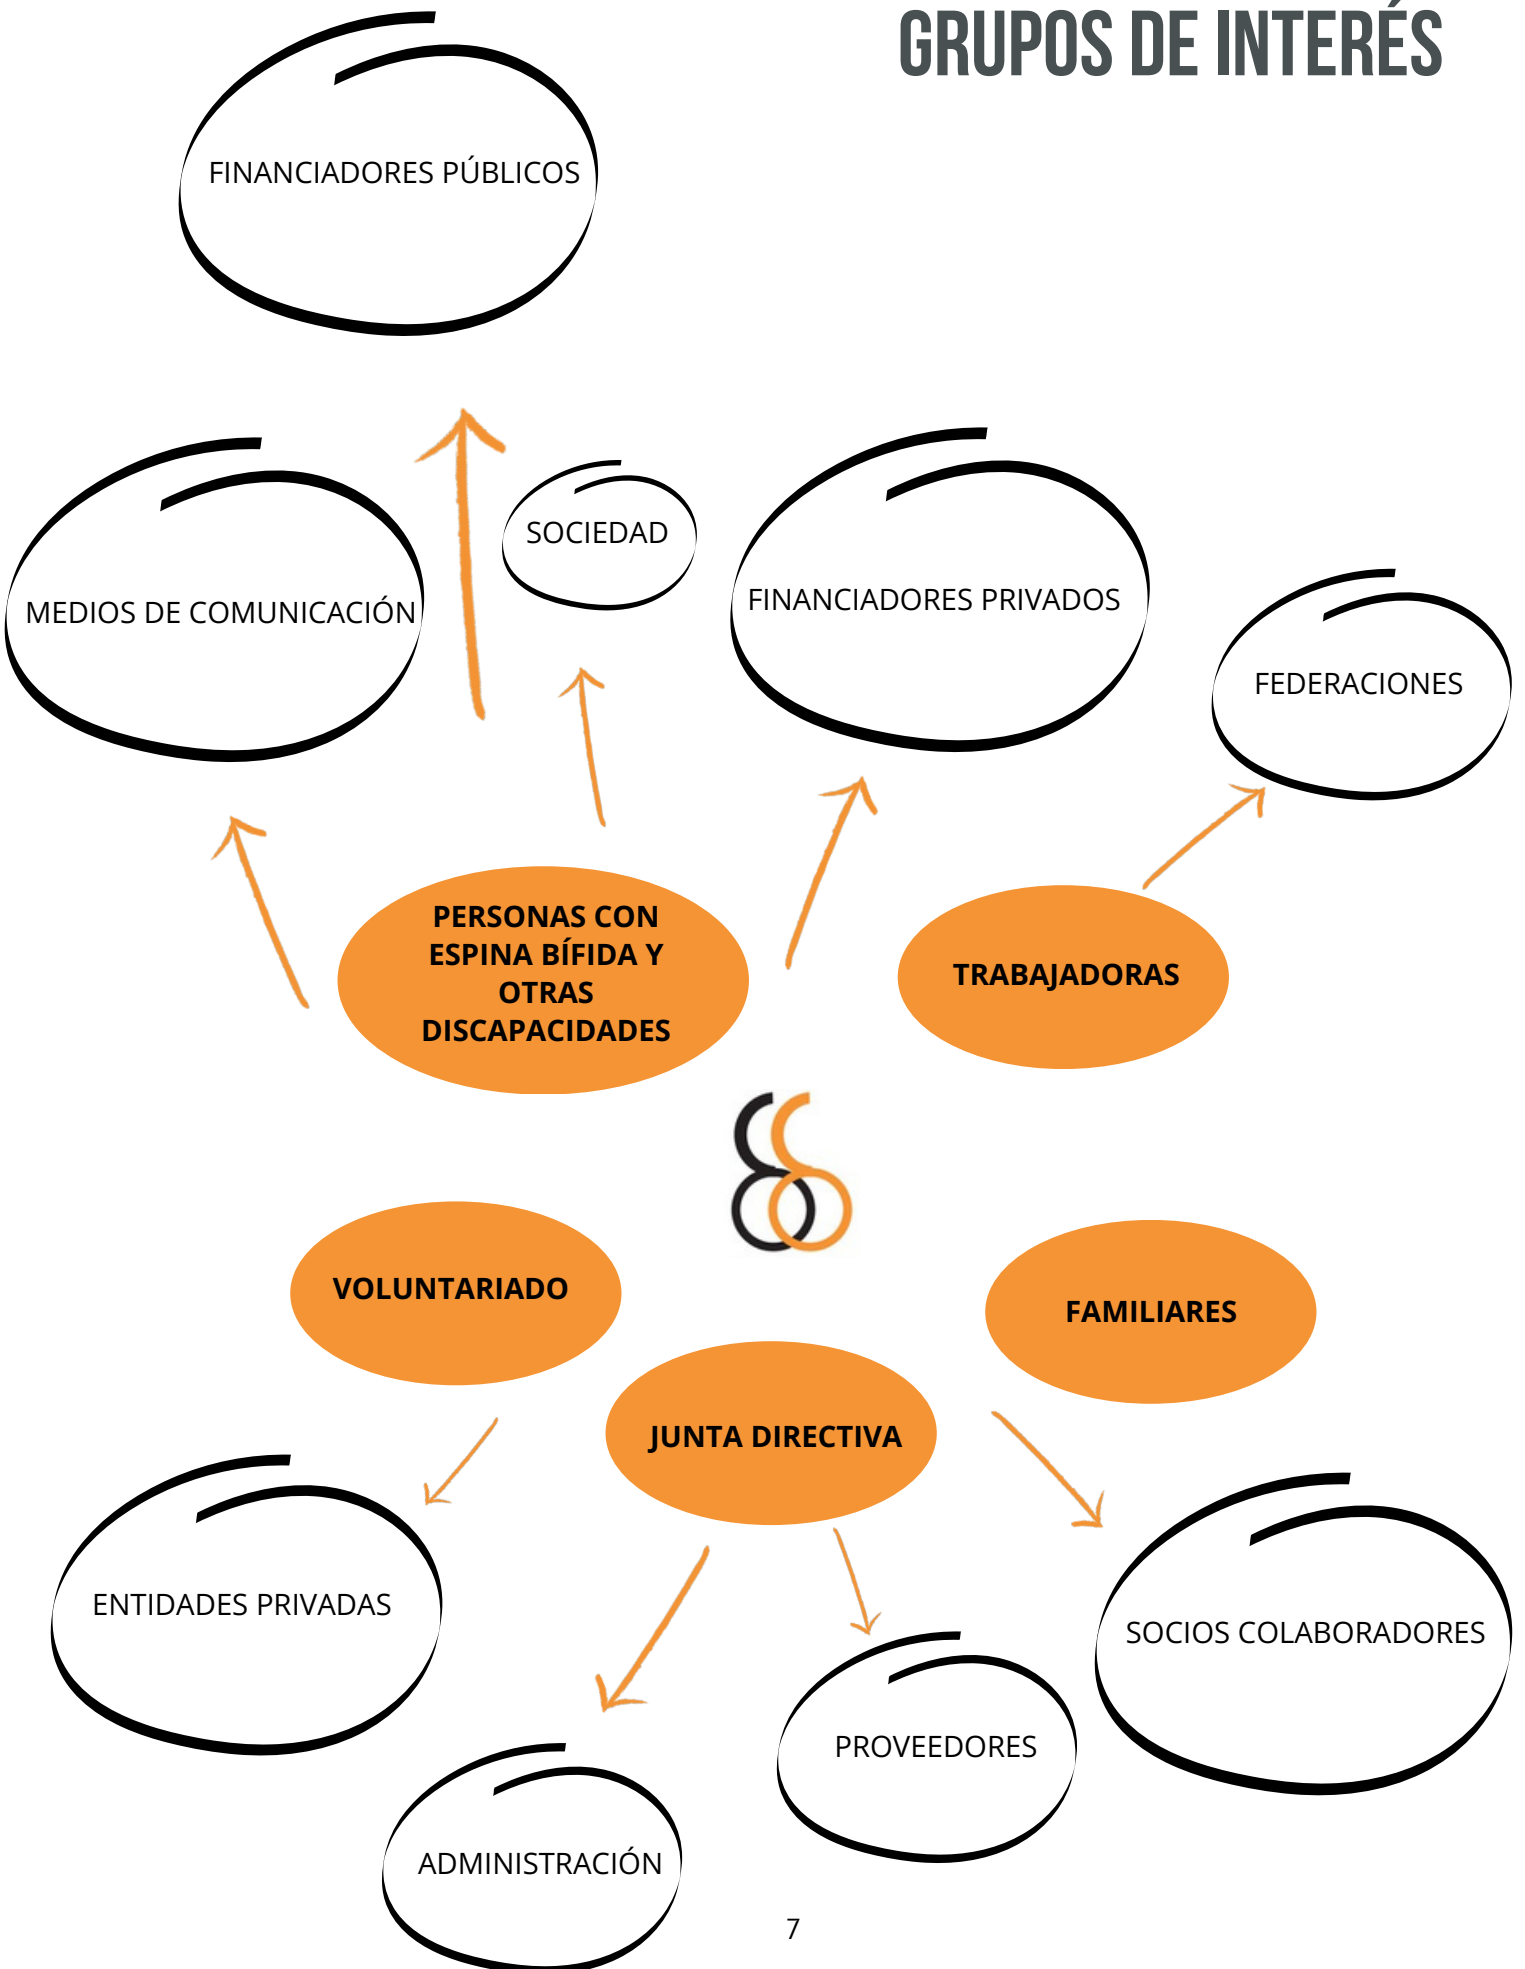 GRUPOS DE INTERÉS
FINANCIADORES PÚBLICOS
SOCIEDAD
MEDIOS DE COMUNICACIÓN
FINANCIADORES PRIVADOS
FEDERACIONES
PERSONAS CON
ESPINA BÍFIDA Y
OTRAS
DISCAPACIDADES
TRABAJADORAS
VOLUNTARIADO
FAMILIARES
JUNTA DIRECTIVA
ENTIDADES PRIVADAS
SOCIOS COLABORADORES
PROVEEDORES
ADMINISTRACIÓN
7